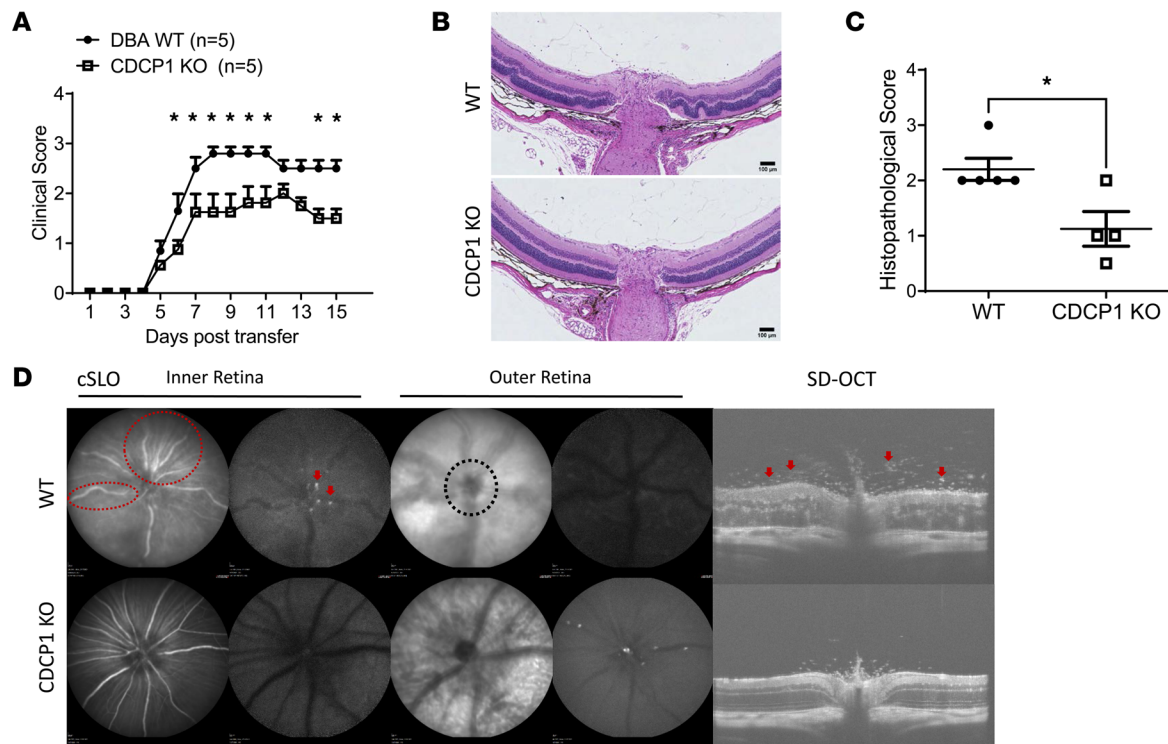 A
DBA WT (n=5)
CDCP1 KO (n=5)
4
3
2
1
0
Clinical Score
* * * * * * * *
1 3 5 7 9 11 13 15
Days post transfer
B
WT
100 µm
CDCP1 KO
100 µm
C
4
3
2
1
0
Histopathological Score
*
WT CDCP1 KO
D
cSLO Inner Retina Outer Retina SD-OCT
WT
CDCP1 KO